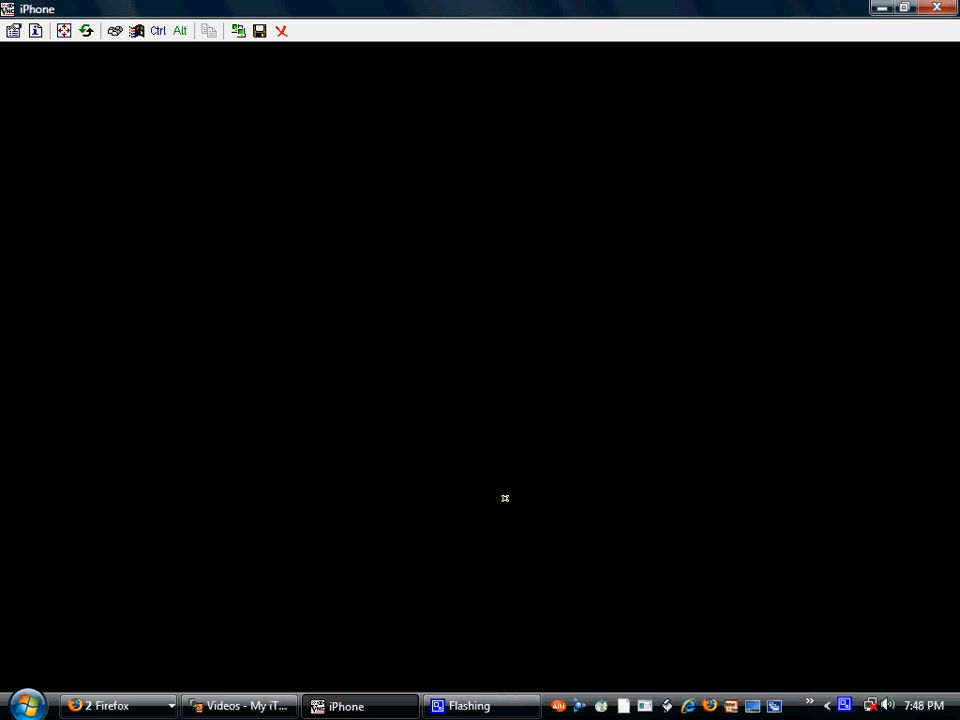 iPhone
Ctrl Alt
2 Firefox
Videos - My iT...
iPhone
Flashing
7:48 PM